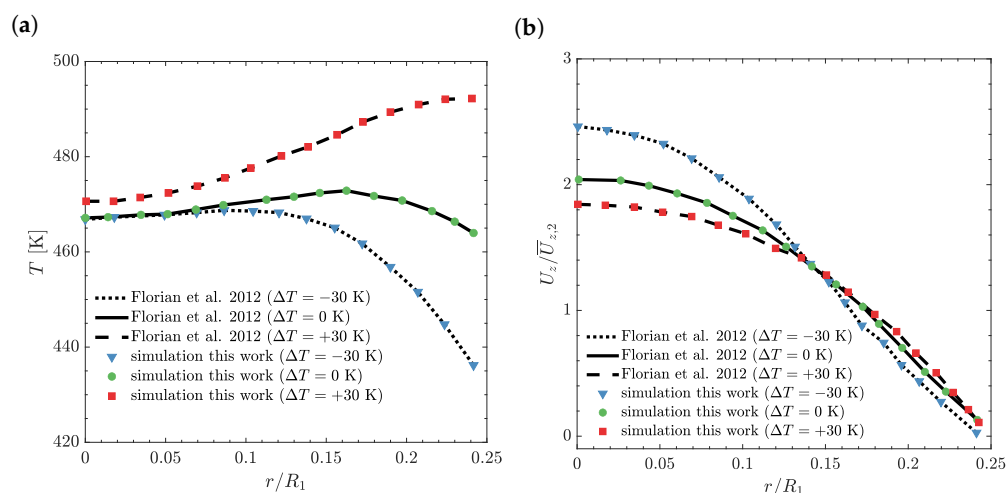 (a)
500
480
460
440
420
T [K]
Florian et al. 2012 (ΔT = −30 K)
Florian et al. 2012 (ΔT = 0 K)
Florian et al. 2012 (ΔT = +30 K)
simulation this work (ΔT = −30 K)
simulation this work (ΔT = 0 K)
simulation this work (ΔT = +30 K)
0 0.05 0.1 0.15 0.2 0.25
r/R₁
(b)
3
2
1
0
U_z/U̅_z,2
Florian et al. 2012 (ΔT = −30 K)
Florian et al. 2012 (ΔT = 0 K)
Florian et al. 2012 (ΔT = +30 K)
simulation this work (ΔT = −30 K)
simulation this work (ΔT = 0 K)
simulation this work (ΔT = +30 K)
0 0.05 0.1 0.15 0.2 0.25
r/R₁